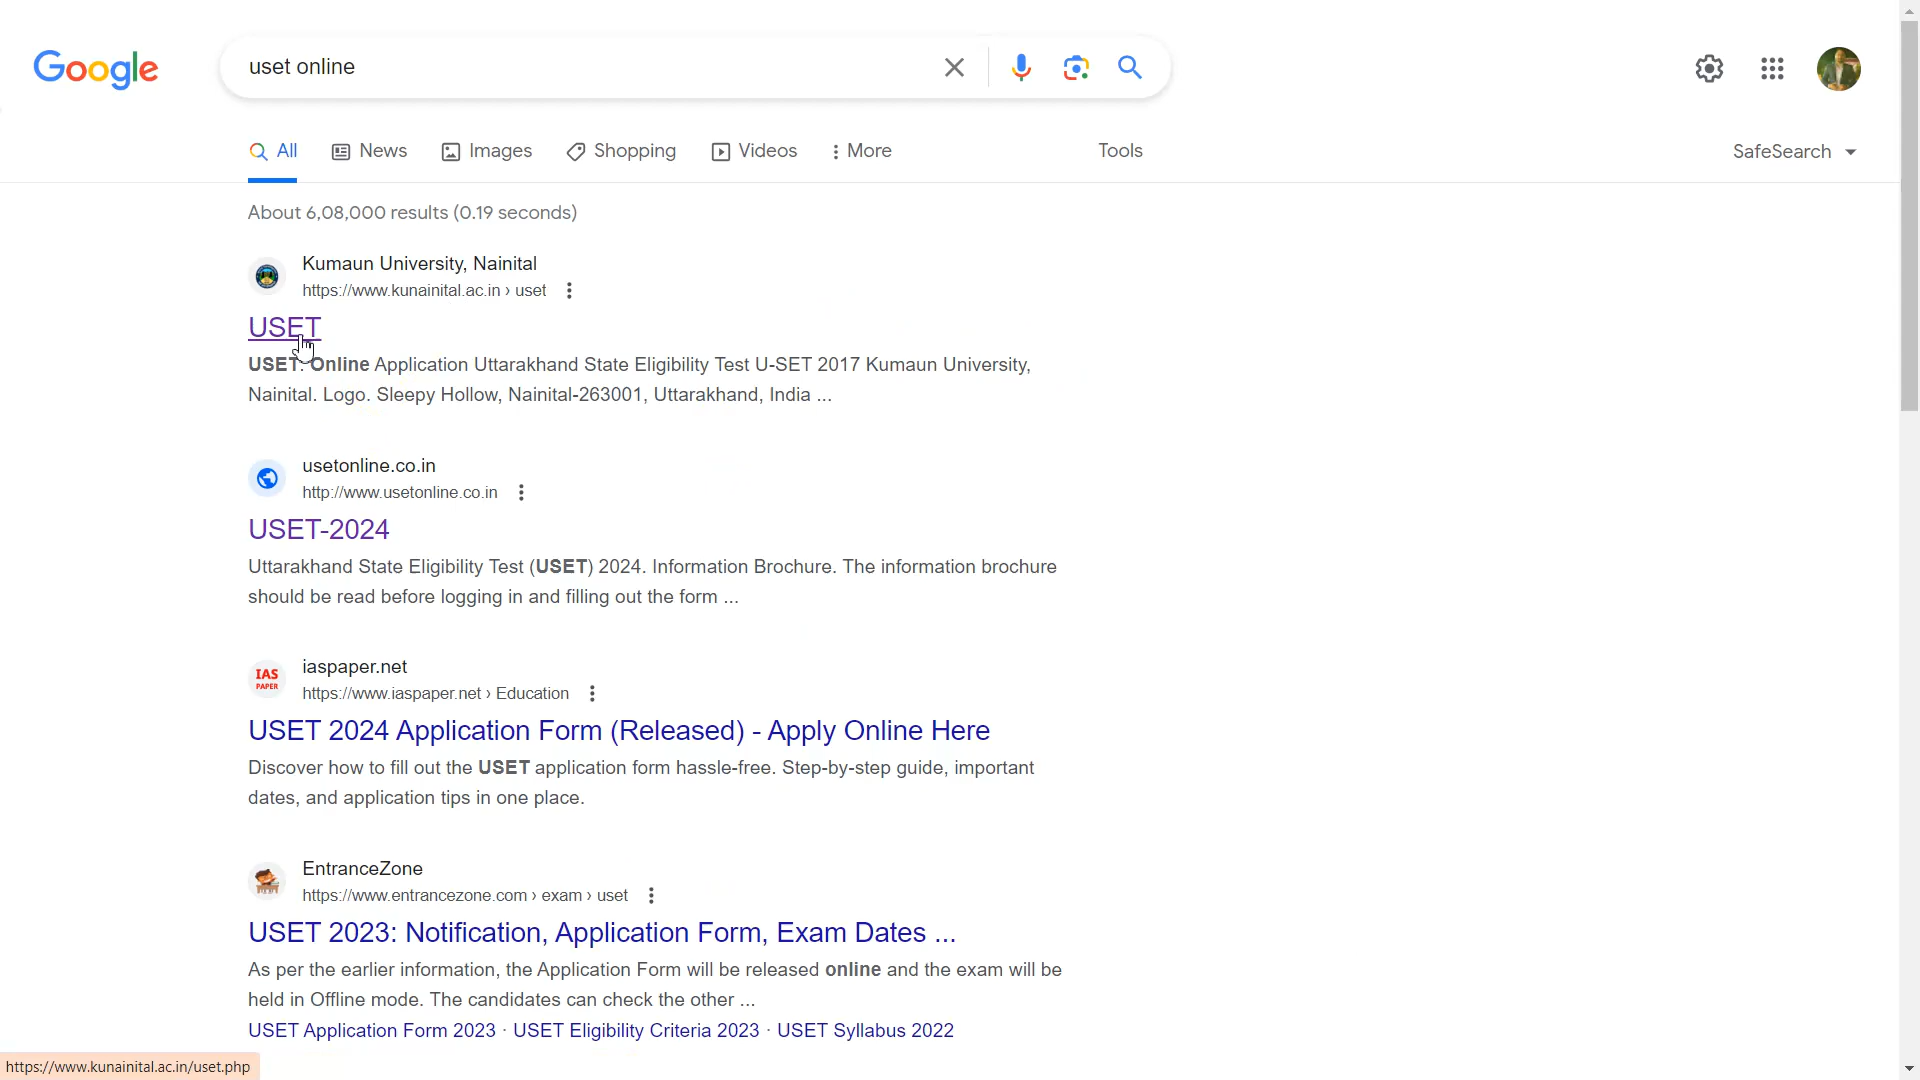 Google
uset online
All
News
Images
Shopping
Videos
More
Tools
SafeSearch
About 6,08,000 results (0.19 seconds)
Kumaun University, Nainital
https://www.kunainital.ac.in › uset
USET
USET. Online Application Uttarakhand State Eligibility Test U-SET 2017 Kumaun University,
Nainital. Logo. Sleepy Hollow, Nainital-263001, Uttarakhand, India ...
usetonline.co.in
http://www.usetonline.co.in
USET-2024
Uttarakhand State Eligibility Test (USET) 2024. Information Brochure. The information brochure
should be read before logging in and filling out the form ...
IAS
PAPER
iaspaper.net
https://www.iaspaper.net › Education
USET 2024 Application Form (Released) - Apply Online Here
Discover how to fill out the USET application form hassle-free. Step-by-step guide, important
dates, and application tips in one place.
EntranceZone
https://www.entrancezone.com › exam › uset
USET 2023: Notification, Application Form, Exam Dates ...
As per the earlier information, the Application Form will be released online and the exam will be
held in Offline mode. The candidates can check the other ...
USET Application Form 2023 · USET Eligibility Criteria 2023 · USET Syllabus 2022
https://www.kunainital.ac.in/uset.php